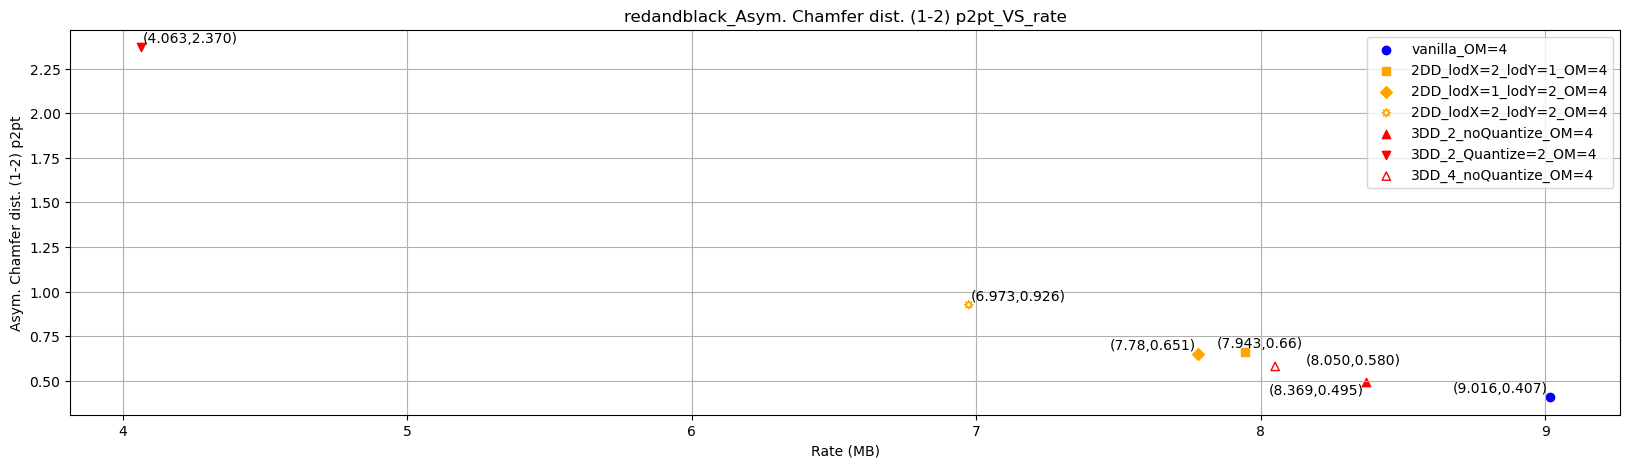 redandblack_Asym. Chamfer dist. (1-2) p2pt_VS_rate
Asym. Chamfer dist. (1-2) p2pt
2.25
2.00
1.75
1.50
1.25
1.00
0.75
0.50
(4.063,2.370)
(6.973,0.926)
(7.78,0.651)
(7.943,0.66)
(8.050,0.580)
(8.369,0.495)
(9.016,0.407)
vanilla_OM=4
2DD_lodX=2_lodY=1_OM=4
2DD_lodX=1_lodY=2_OM=4
2DD_lodX=2_lodY=2_OM=4
3DD_2_noQuantize_OM=4
3DD_2_Quantize=2_OM=4
3DD_4_noQuantize_OM=4
4
5
6
7
8
9
Rate (MB)